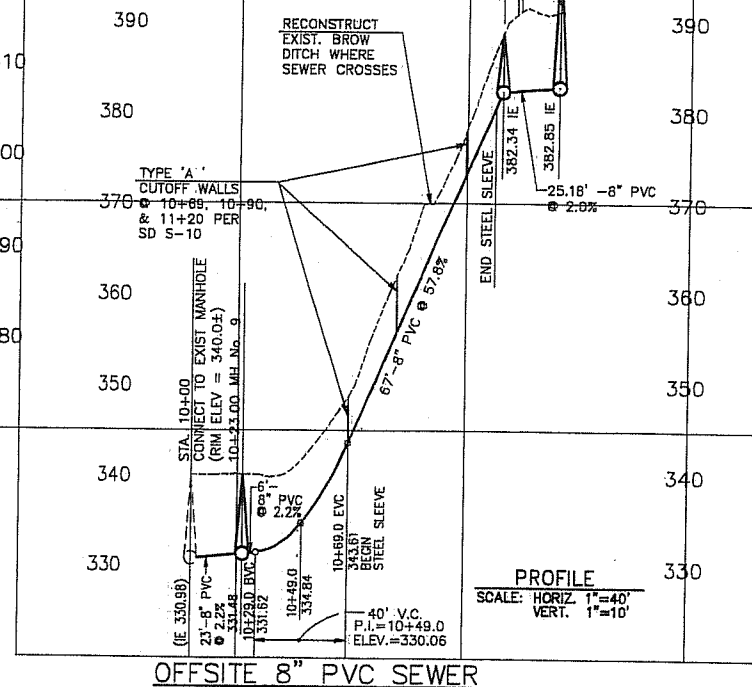 390
RECONSTRUCT
EXIST. BROW
DITCH WHERE
SEWER CROSSES
390
380
380
382.34 IE
382.85 IE
TYPE 'A'
CUTOFF WALLS
@ 10+69, 10+90,
& 11+20 PER
SD S-10
370
END STEEL SLEEVE
25.18' -8" PVC
@ 2.0%
370
90
360
67'-8" PVC @ 57.8%
360
80
350
350
STA. 10+00
CONNECT TO EXIST MANHOLE
(RIM ELEV = 340.0±)
10+23.00 MH No. 9
340
6'-
8" PVC
@ 2.2%
340
330
(IE 330.98)
23'-8" PVC
@ 2.2%
331.48
10+29.0 BVC
331.62
10+49.0
334.84
10+69.0 EVC
343.61
BEGIN
STEEL SLEEVE
330
40' V.C.
P.I.=10+49.0
ELEV.=330.06
PROFILE
SCALE: HORIZ. 1"=40'
VERT. 1"=10'
OFFSITE 8" PVC SEWER